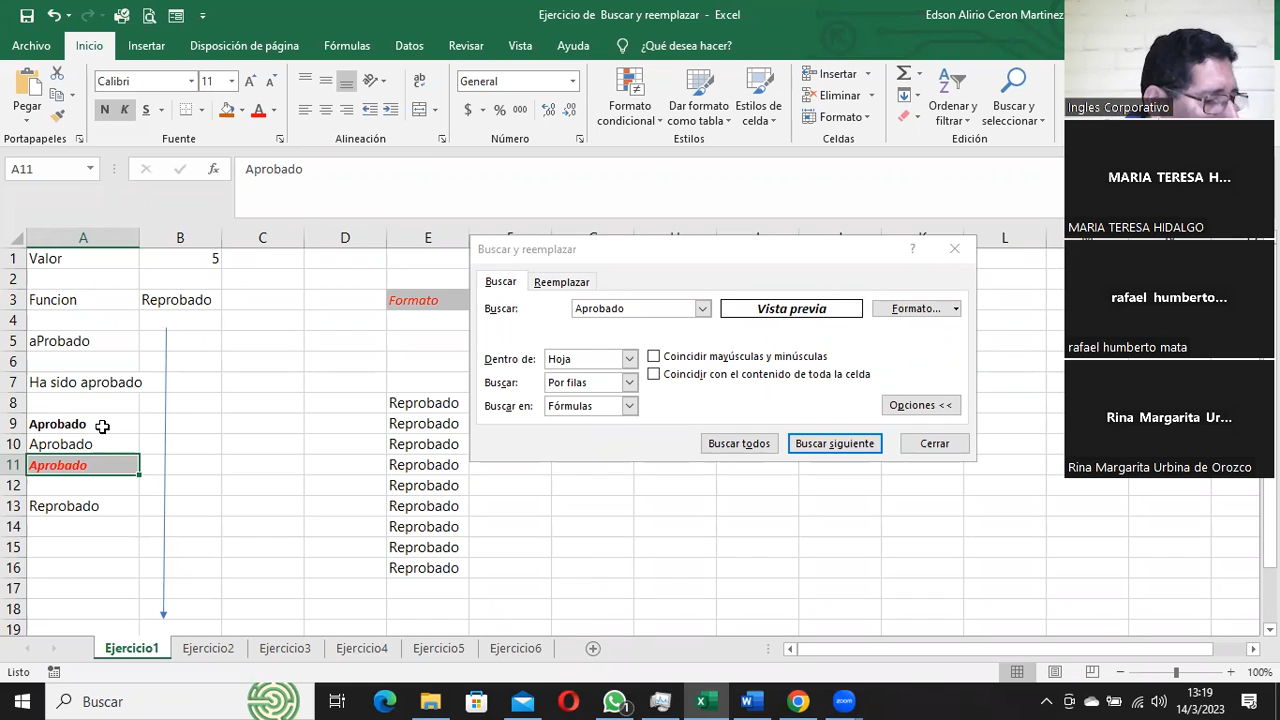 Ejercicio de Buscar y reemplazar - Excel
Edson Alirio Ceron Martinez
Archivo Inicio Insertar Disposición de página Fórmulas Datos Revisar Vista Ayuda ¿Qué desea hacer?
Pegar
Portapapeles
Calibri 11
N K S
Fuente
Alineación
General
$ % 000
Número
Formato condicional
Dar formato como tabla
Estilos de celda
Estilos
Insertar
Eliminar
Formato
Celdas
Ordenar y filtrar
Buscar y seleccionar
Edición
A11
fx
Aprobado
A B C D E L
1 Valor 5
2
3 Funcion Reprobado Formato
4
5 aProbado
6
7 Ha sido aprobado
8 Reprobado
9 Aprobado Reprobado
10 Aprobado Reprobado
11 Aprobado Reprobado
12 Reprobado
13 Reprobado Reprobado
14 Reprobado
15 Reprobado
16 Reprobado
17
18
19
Buscar y reemplazar
?
Buscar Reemplazar
Buscar: Aprobado Vista previa Formato...
Dentro de: Hoja Coincidir mayúsculas y minúsculas
Buscar: Por filas Coincidir con el contenido de toda la celda
Buscar en: Fórmulas Opciones <<
Buscar todos Buscar siguiente Cerrar
Ingles Corporativo
MARIA TERESA H...
MARIA TERESA HIDALGO
rafael humberto...
rafael humberto mata
Rina Margarita Ur...
Rina Margarita Urbina de Orozco
Ejercicio1 Ejercicio2 Ejercicio3 Ejercicio4 Ejercicio5 Ejercicio6
Listo
100%
Buscar
1
13:19
14/3/2023